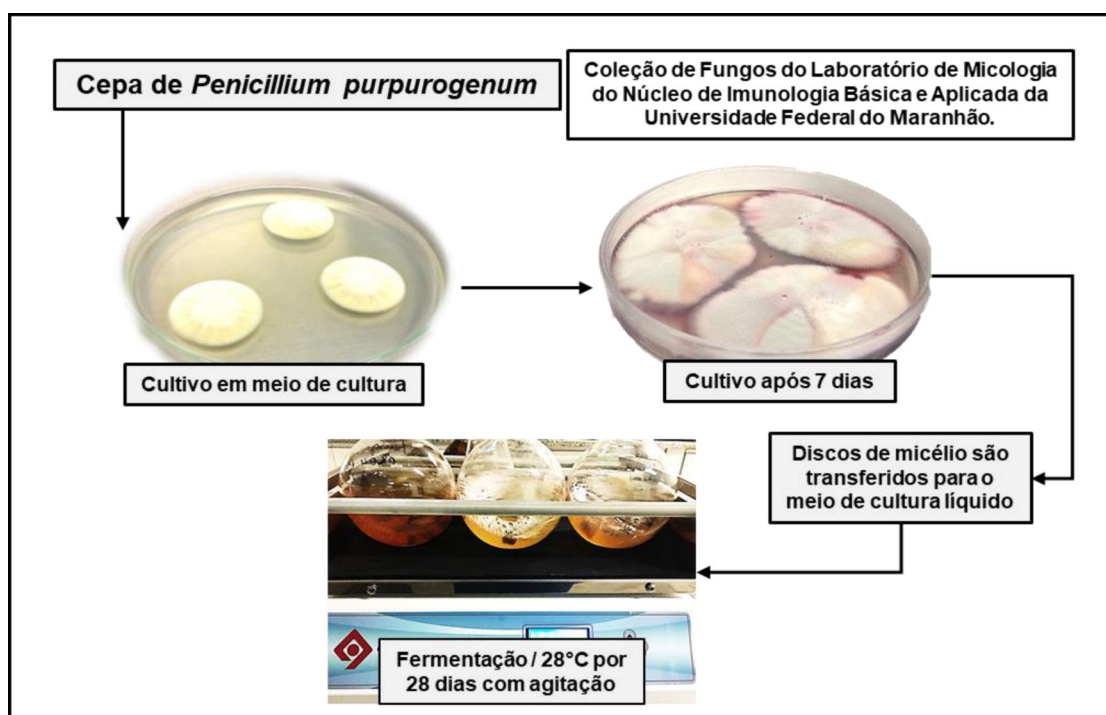 Cepa de Penicillium purpurogenum
Coleção de Fungos do Laboratório de Micologia
do Núcleo de Imunologia Básica e Aplicada da
Universidade Federal do Maranhão.
Cultivo em meio de cultura
Cultivo após 7 dias
Discos de micélio são
transferidos para o
meio de cultura líquido
Fermentação / 28°C por
28 dias com agitação